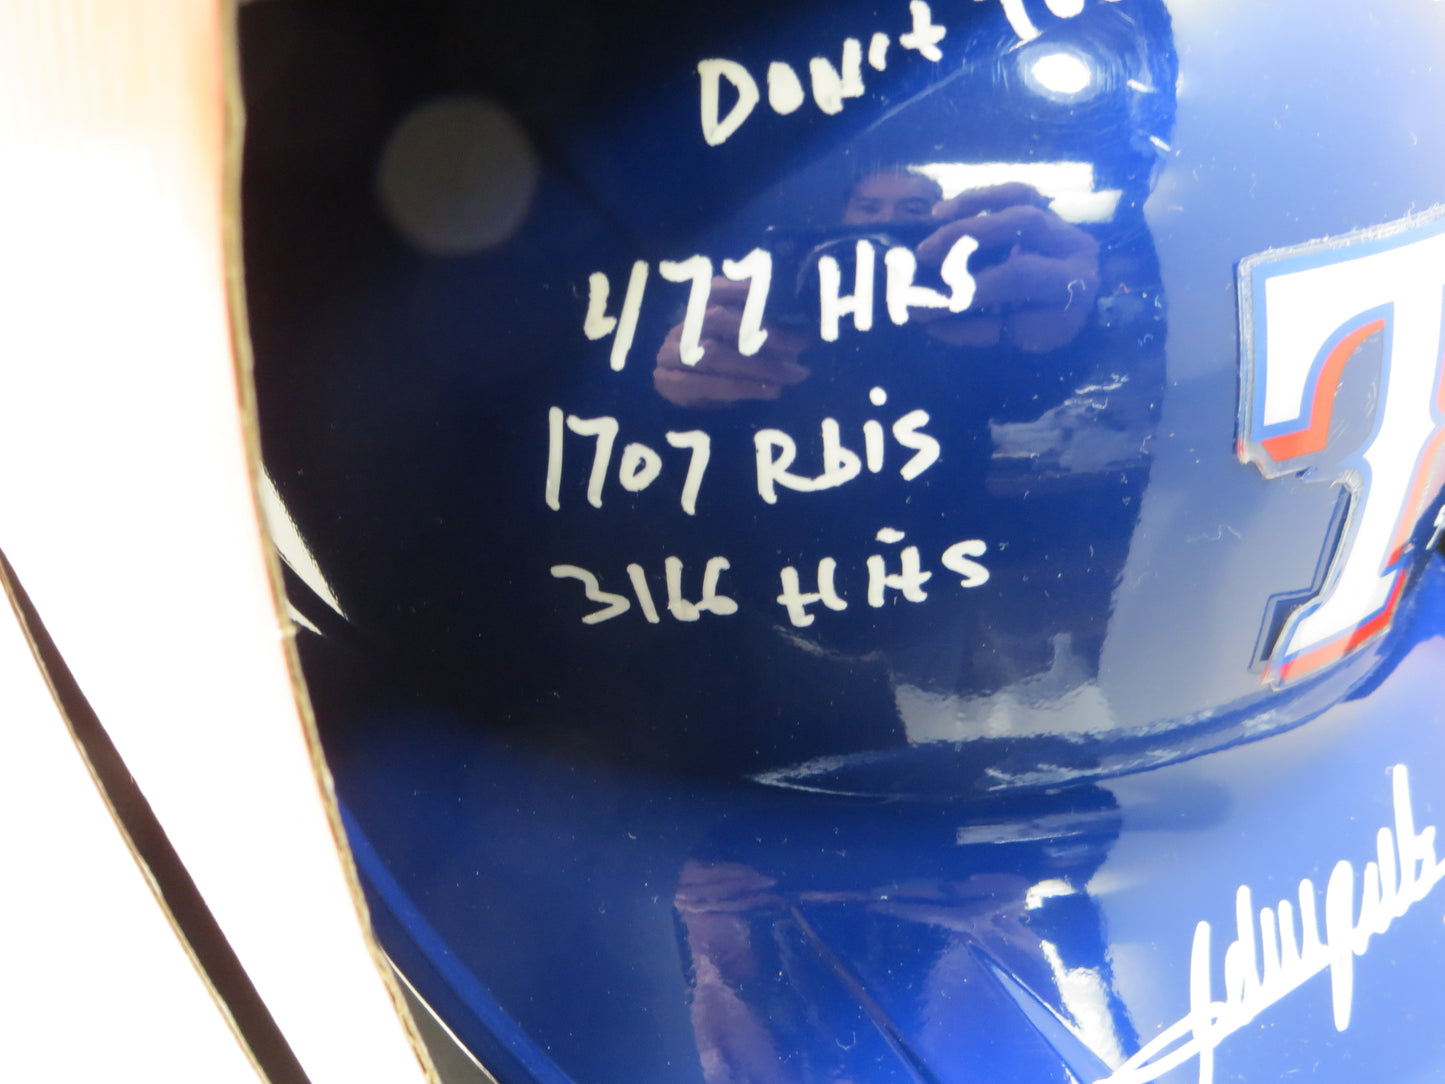 Don't
477 HRS
1707 Rbis
3166 Hits
T